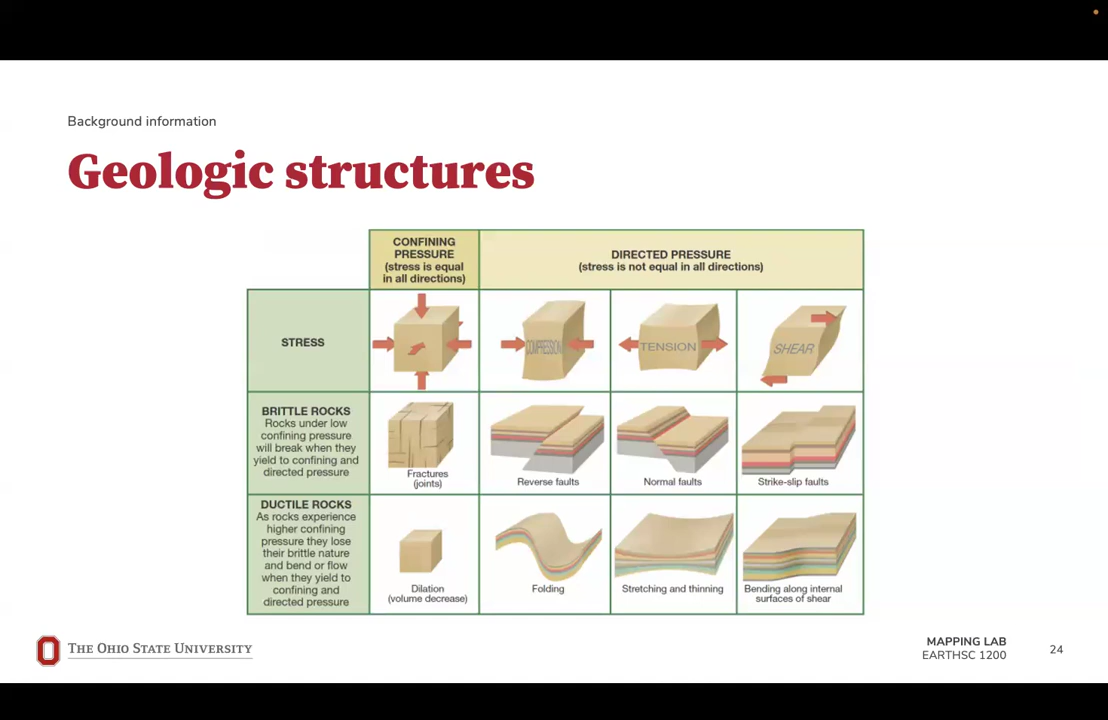 Background information
Geologic structures
CONFINING
PRESSURE
(stress is equal
in all directions)
DIRECTED PRESSURE
(stress is not equal in all directions)
STRESS
COMPRESSION
TENSION
SHEAR
BRITTLE ROCKS
Rocks under low
confining pressure
will break when they
yield to confining and
directed pressure
Fractures
(joints)
Reverse faults
Normal faults
Strike-slip faults
DUCTILE ROCKS
As rocks experience
higher confining
pressure they lose
their brittle nature
and bend or flow
when they yield to
confining and
directed pressure
Dilation
(volume decrease)
Folding
Stretching and thinning
Bending along internal
surfaces of shear
THE OHIO STATE UNIVERSITY
MAPPING LAB
EARTHSC 1200
24